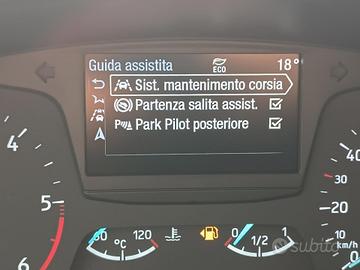 Guida assistita ECO 18°
Sist. mantenimento corsia
Partenza salita assist.
P Park Pilot posteriore
4
5
6
60 °C 120
0 1/2 1
40
30
20
10
km/h
0
subito